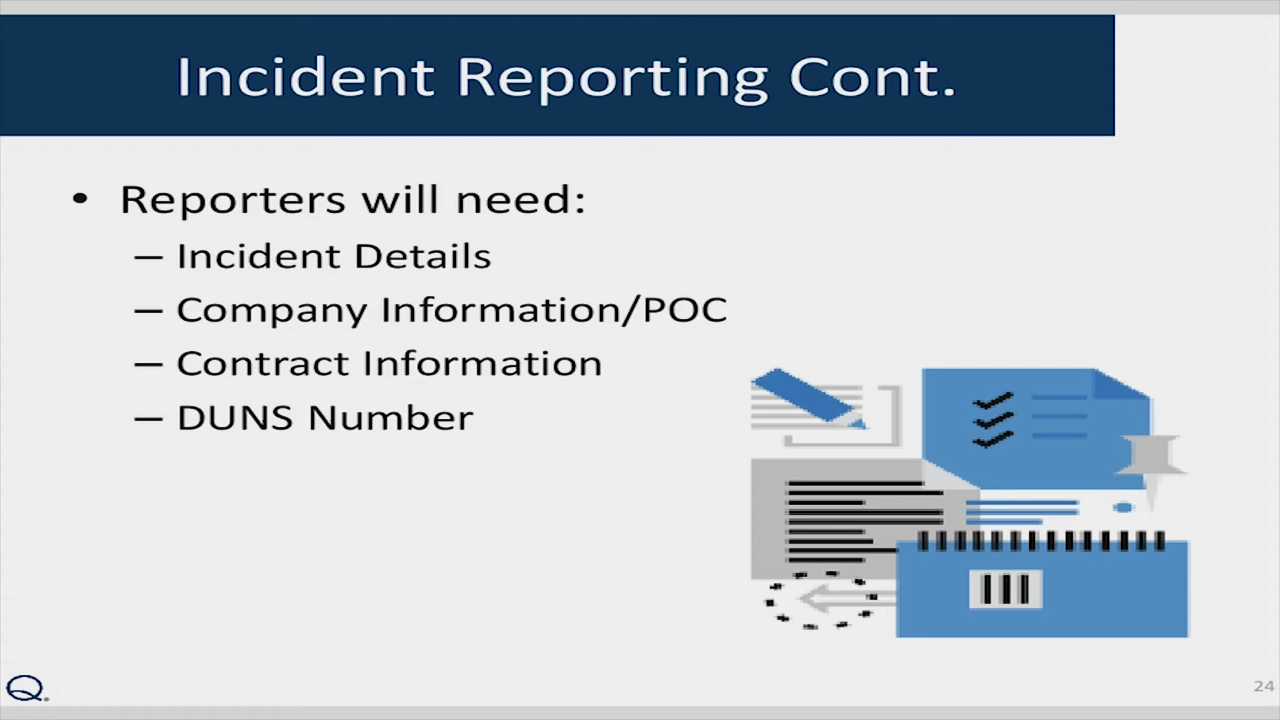 Incident Reporting Cont.
• Reporters will need:
– Incident Details
– Company Information/POC
– Contract Information
– DUNS Number
Q.
24